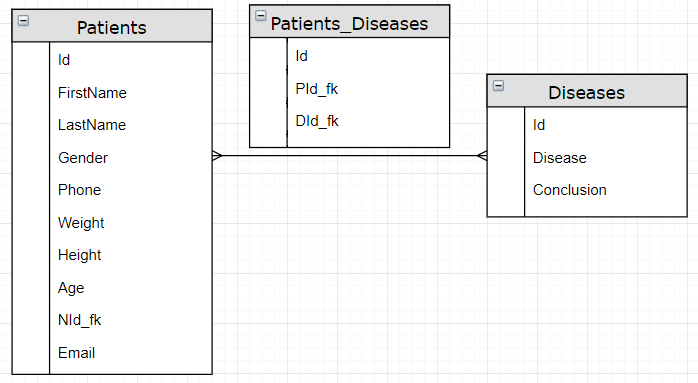 Patients
Id
FirstName
LastName
Gender
Phone
Weight
Height
Age
NId_fk
Email
Patients_Diseases
Id
PId_fk
DId_fk
Diseases
Id
Disease
Conclusion